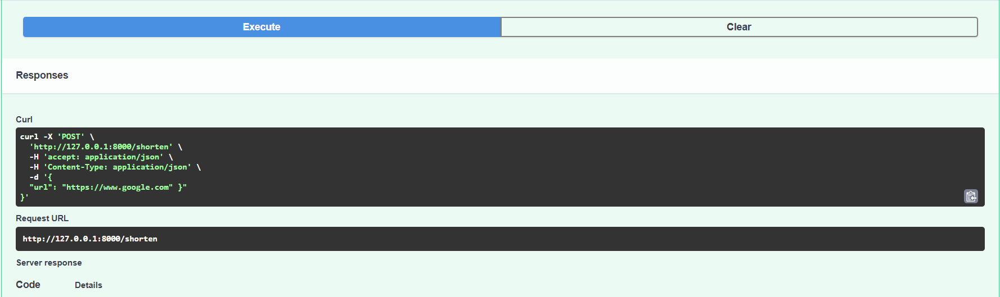 Execute
Clear
Responses
Curl
curl -X 'POST' \
  'http://127.0.0.1:8000/shorten' \
  -H 'accept: application/json' \
  -H 'Content-Type: application/json' \
  -d '{
  "url": "https://www.google.com" }"
}'
Request URL
http://127.0.0.1:8000/shorten
Server response
Code Details